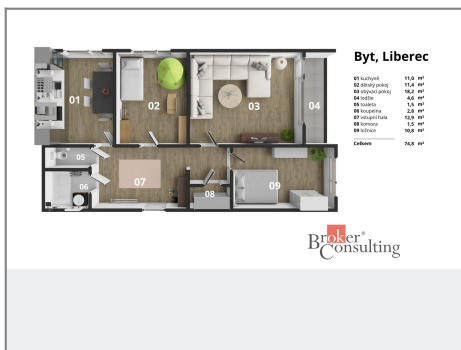 Byt, Liberec
01 kuchyně 11,0 m²
02 dětský pokoj 11,4 m²
03 obývací pokoj 18,2 m²
04 lodžie 4,6 m²
05 toaleta 1,5 m²
06 koupelna 2,8 m²
07 vstupní hala 12,9 m²
08 komora 1,5 m²
09 ložnice 10,8 m²
Celkem 74,8 m²
01
02
03
04
05
06
07
08
09
Broker®
Consulting